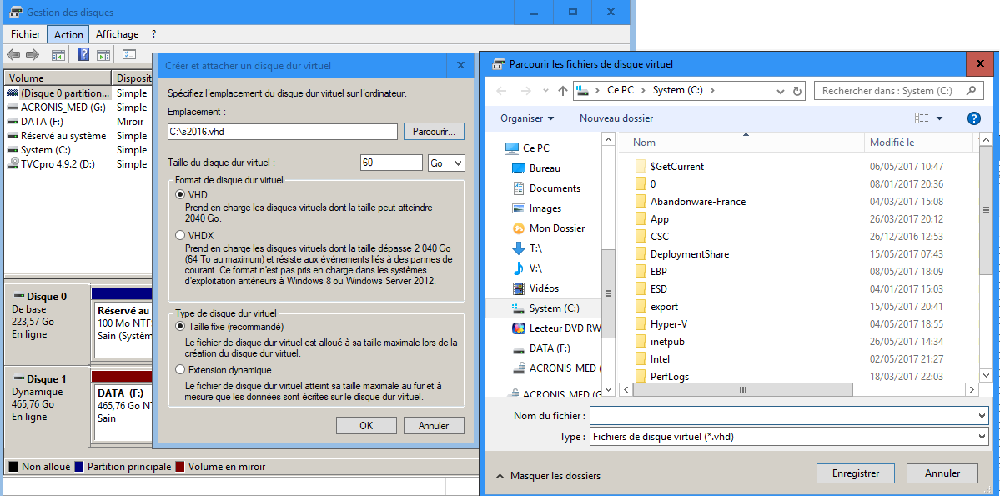 Gestion des disques
Fichier Action Affichage ?
Volume Disposit
(Disque 0 partition... Simple
ACRONIS_MED (G:) Simple
DATA (F:) Miroir
Réservé au système Simple
System (C:) Simple
TVCpro 4.9.2 (D:) Simple
Disque 0
De base
223,57 Go
En ligne
Réservé au
100 Mo NTF
Sain (Systèm
Disque 1
Dynamique
465,76 Go
En ligne
DATA (F:)
465,76 Go NT
Sain
Non alloué Partition principale Volume en miroir
Créer et attacher un disque dur virtuel
Spécifiez l'emplacement du disque dur virtuel sur l'ordinateur.
Emplacement :
C:\s2016.vhd Parcourir...
Taille du disque dur virtuel : 60 Go
Format de disque dur virtuel
VHD
Prend en charge les disques virtuels dont la taille peut atteindre
2040 Go.
VHDX
Prend en charge les disques virtuels dont la taille dépasse 2 040 Go
(64 To au maximum) et résiste aux événements liés à des pannes de
courant. Ce format n'est pas pris en charge dans les systèmes
d'exploitation antérieurs à Windows 8 ou Windows Server 2012.
Type de disque dur virtuel
Taille fixe (recommandé)
Le fichier de disque dur virtuel est alloué à sa taille maximale lors de la
création du disque dur virtuel.
Extension dynamique
Le fichier de disque dur virtuel atteint sa taille maximale au fur et à
mesure que les données sont écrites sur le disque dur virtuel.
OK Annuler
Parcourir les fichiers de disque virtuel
Ce PC System (C:) Rechercher dans : System (C:)
Organiser Nouveau dossier
Ce PC
Bureau
Documents
Images
Mon Dossier
T:\
V:\
Vidéos
System (C:)
Lecteur DVD RW
DATA (F:)
ACRONIS_MED (
ACRONIS_MED (G
Nom Modifié le
$GetCurrent 06/05/2017 10:47
0 08/01/2017 20:36
Abandonware-France 04/03/2017 15:08
App 26/03/2017 20:12
CSC 26/12/2016 12:53
DeploymentShare 15/05/2017 07:43
EBP 08/05/2017 18:09
ESD 04/01/2017 15:03
export 15/05/2017 20:41
Hyper-V 04/05/2017 18:55
inetpub 26/05/2017 14:34
Intel 02/05/2017 21:27
PerfLogs 18/03/2017 22:03
Nom du fichier :
Type : Fichiers de disque virtuel (*.vhd)
Masquer les dossiers Enregistrer Annuler